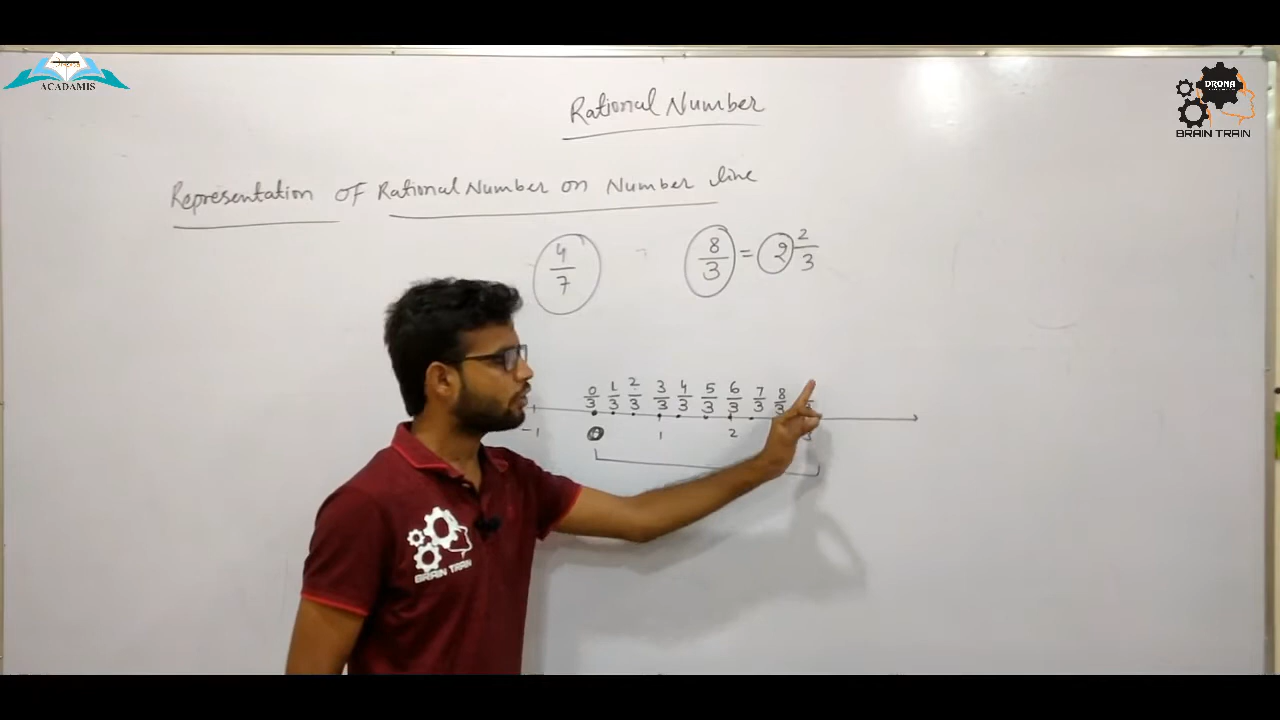 ACADAMIS
DRONA
BRAIN TRAIN
Rational Number
Representation of Rational Number on Number line
4/7
8/3 = 2 2/3
0/3 1/3 2/3 3/3 4/3 5/3 6/3 7/3 8/3
-1 0 1 2 3
BRAIN TRAIN